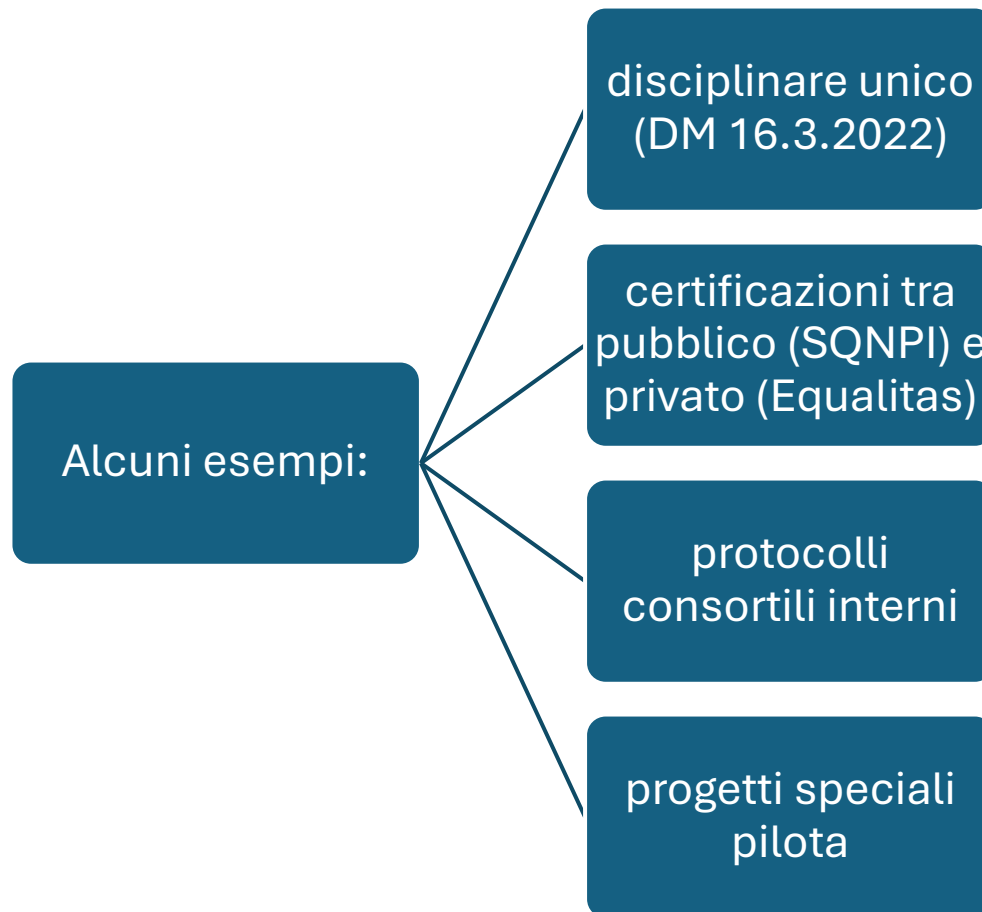 Alcuni esempi:
disciplinare unico
(DM 16.3.2022)
certificazioni tra
pubblico (SQNPI) e
privato (Equalitas)
protocolli
consortili interni
progetti speciali
pilota